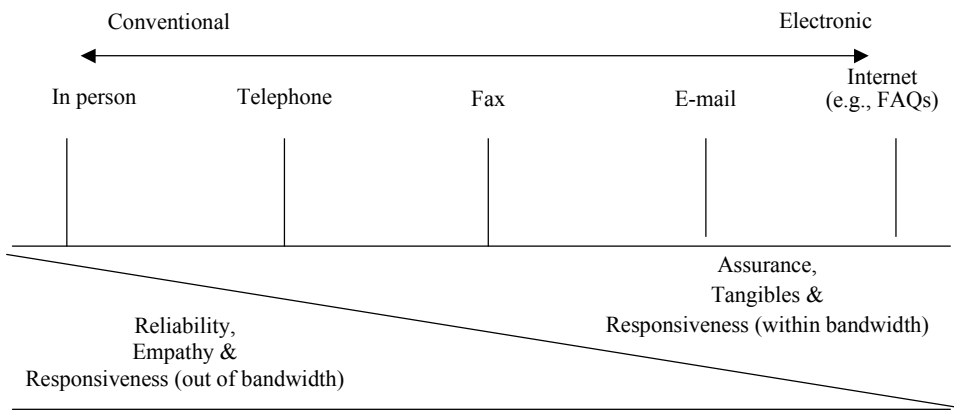 Conventional
Electronic
In person
Telephone
Fax
E-mail
Internet
(e.g., FAQs)
Assurance,
Tangibles &
Responsiveness (within bandwidth)
Reliability,
Empathy &
Responsiveness (out of bandwidth)